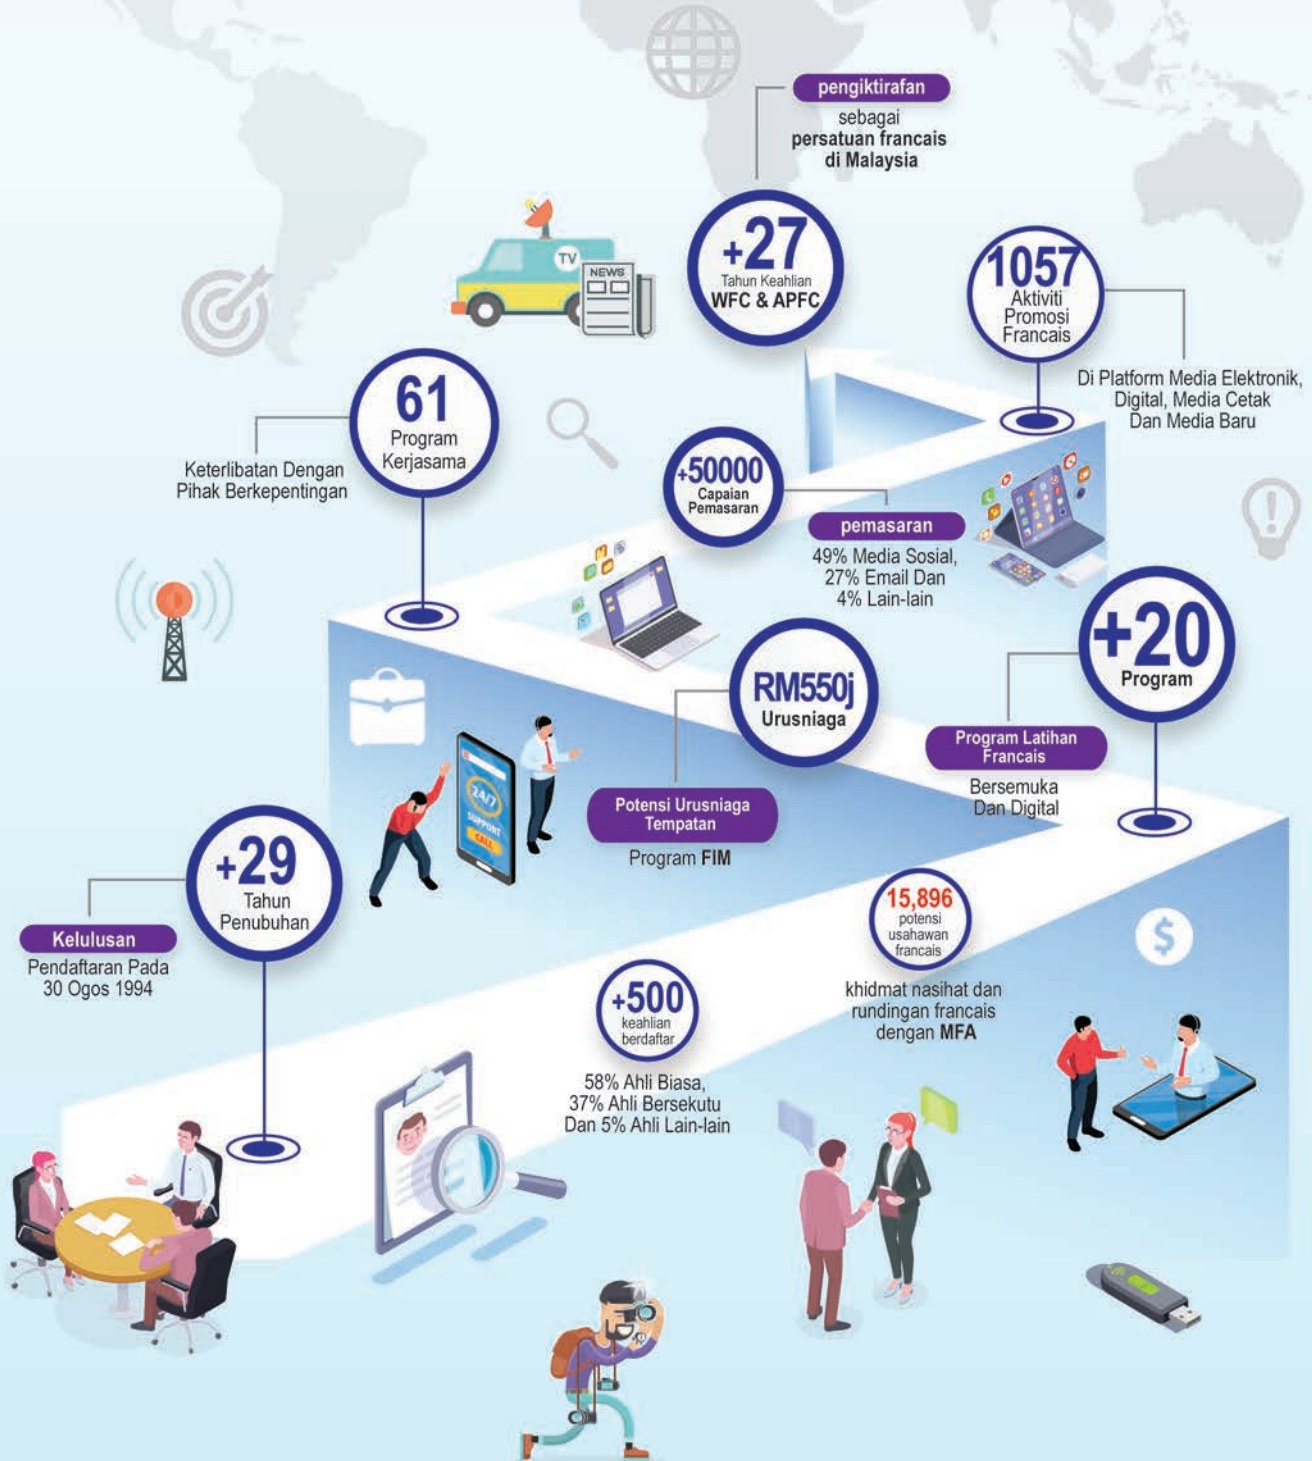 pengiktirafan
sebagai
persatuan francais
di Malaysia
+27
Tahun Keahlian
WFC & APFC
1057
Aktiviti
Promosi
Francais
Di Platform Media Elektronik,
Digital, Media Cetak
Dan Media Baru
TV
NEWS
61
Program
Kerjasama
Keterlibatan Dengan
Pihak Berkepentingan
+50000
Capaian
Pemasaran
pemasaran
49% Media Sosial,
27% Email Dan
4% Lain-lain
+20
Program
Program Latihan
Francais
Bersemuka
Dan Digital
RM550j
Urusniaga
Potensi Urusniaga
Tempatan
Program FIM
24/7
SUPPORT
CALL
+29
Tahun
Penubuhan
Kelulusan
Pendaftaran Pada
30 Ogos 1994
15,896
potensi
usahawan
francais
khidmat nasihat dan
rundingan francais
dengan MFA
$
+500
keahlian
berdaftar
58% Ahli Biasa,
37% Ahli Bersekutu
Dan 5% Ahli Lain-lain